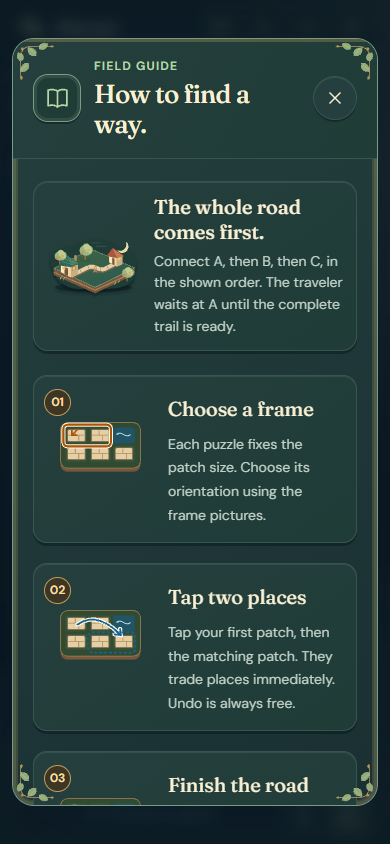 FIELD GUIDE
How to find a
way.
The whole road
comes first.
Connect A, then B, then C, in
the shown order. The traveler
waits at A until the complete
trail is ready.
01
Choose a frame
Each puzzle fixes the
patch size. Choose its
orientation using the
frame pictures.
02
Tap two places
Tap your first patch, then
the matching patch. They
trade places immediately.
Undo is always free.
03
Finish the road